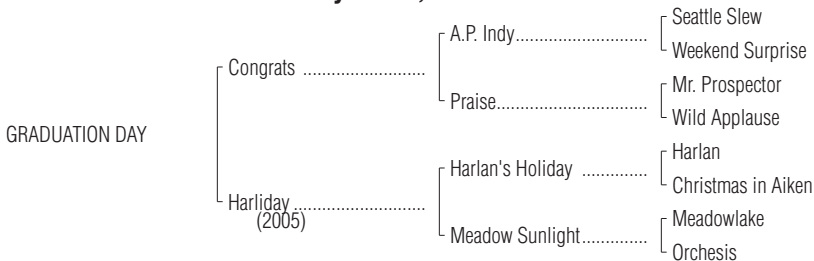 Seattle Slew
A.P. Indy..............................
Weekend Surprise
Congrats ............................
Mr. Prospector
Praise..................................
Wild Applause
GRADUATION DAY
Harlan
Harlan's Holiday ...............
Christmas in Aiken
Harliday ..............................
(2005)
Meadowlake
Meadow Sunlight...............
Orchesis